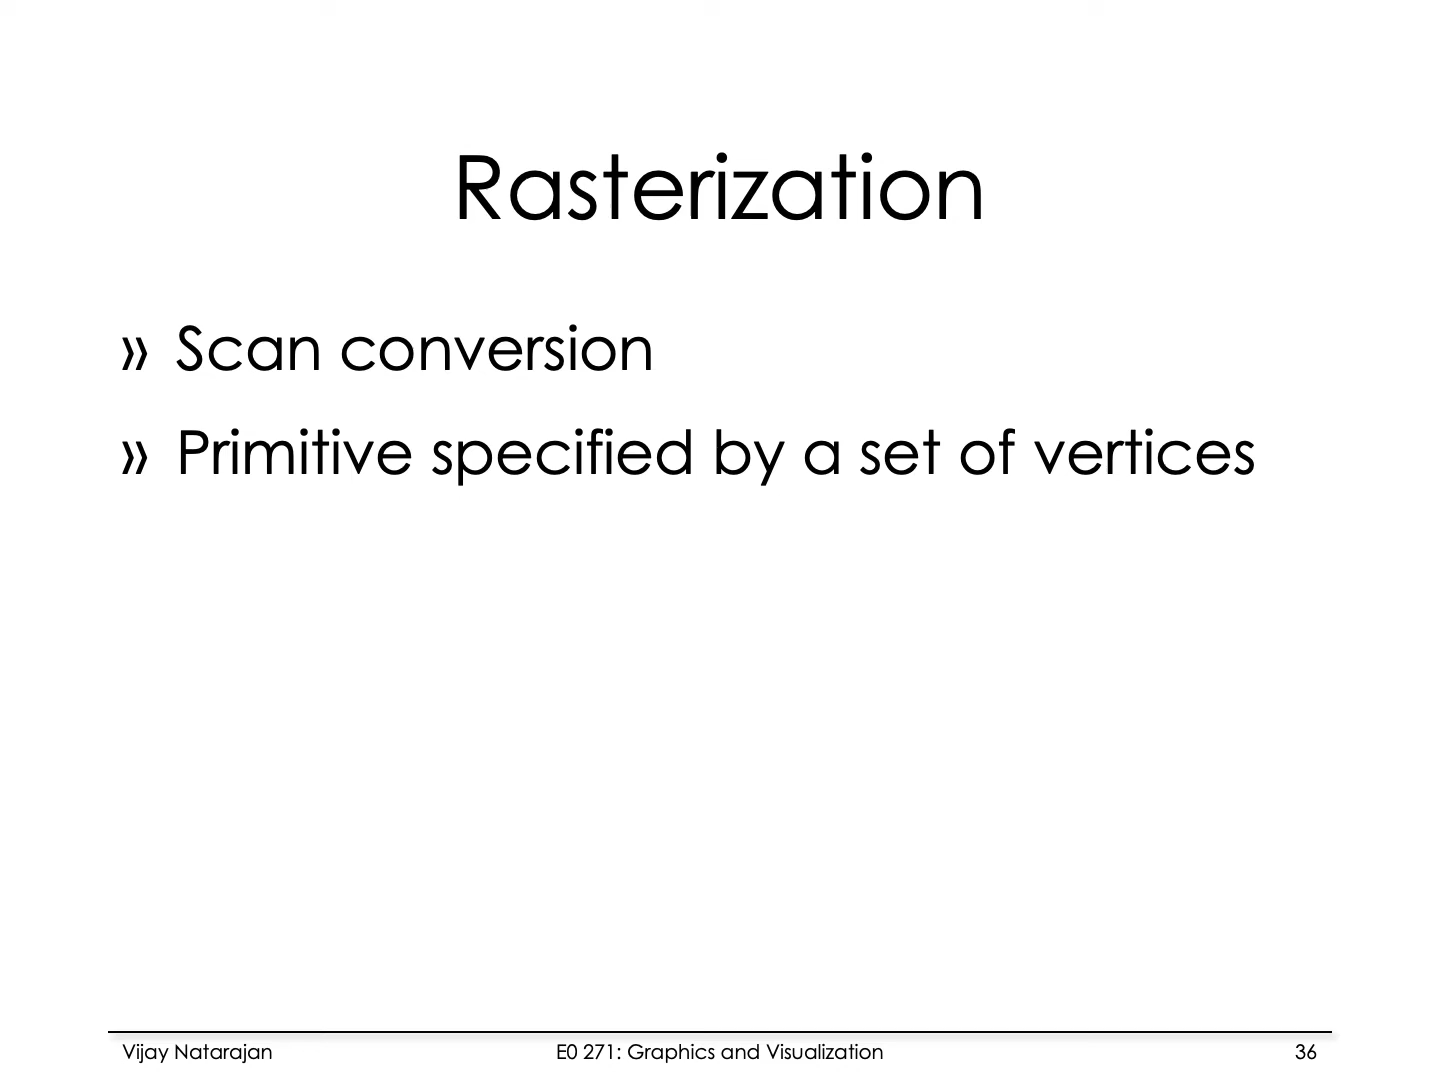 Rasterization
» Scan conversion
» Primitive specified by a set of vertices
Vijay Natarajan
E0 271: Graphics and Visualization
36